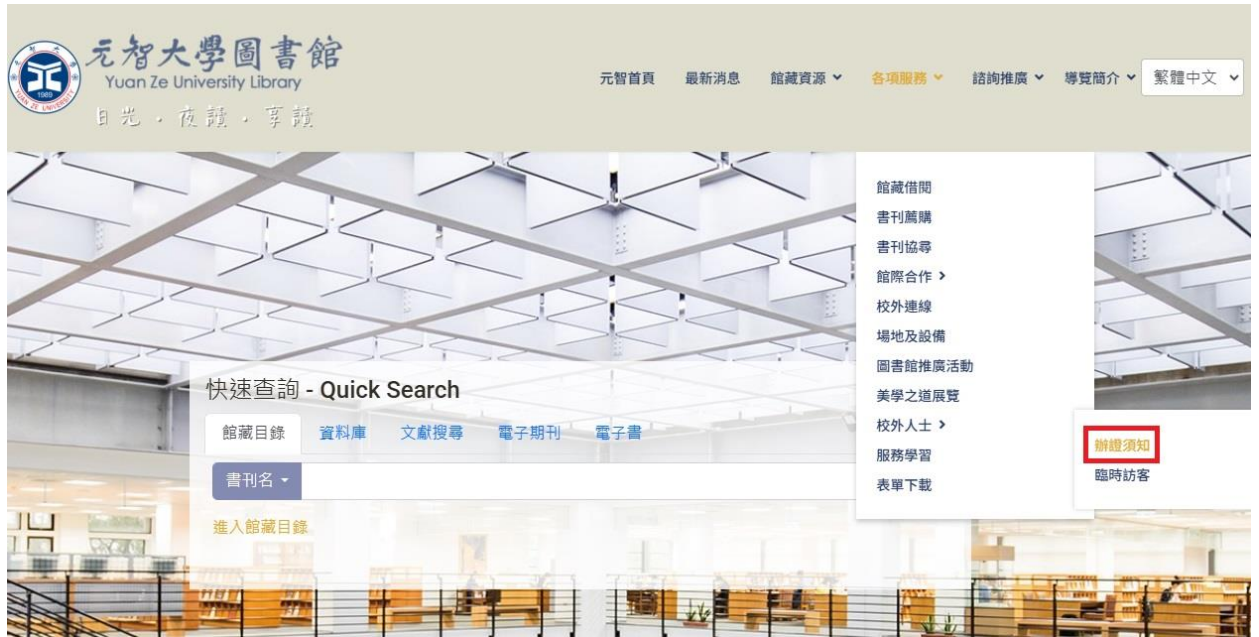 元智大學圖書館
Yuan Ze University Library
日光．夜讀．享讀
1989
元智首頁 最新消息 館藏資源 各項服務 諮詢推廣 導覽簡介 繁體中文
館藏借閱
書刊薦購
書刊協尋
館際合作
校外連線
場地及設備
圖書館推廣活動
美學之道展覽
校外人士
服務學習
表單下載
辦證須知
臨時訪客
快速查詢 - Quick Search
館藏目錄 資料庫 文獻搜尋 電子期刊 電子書
書刊名
進入館藏目錄